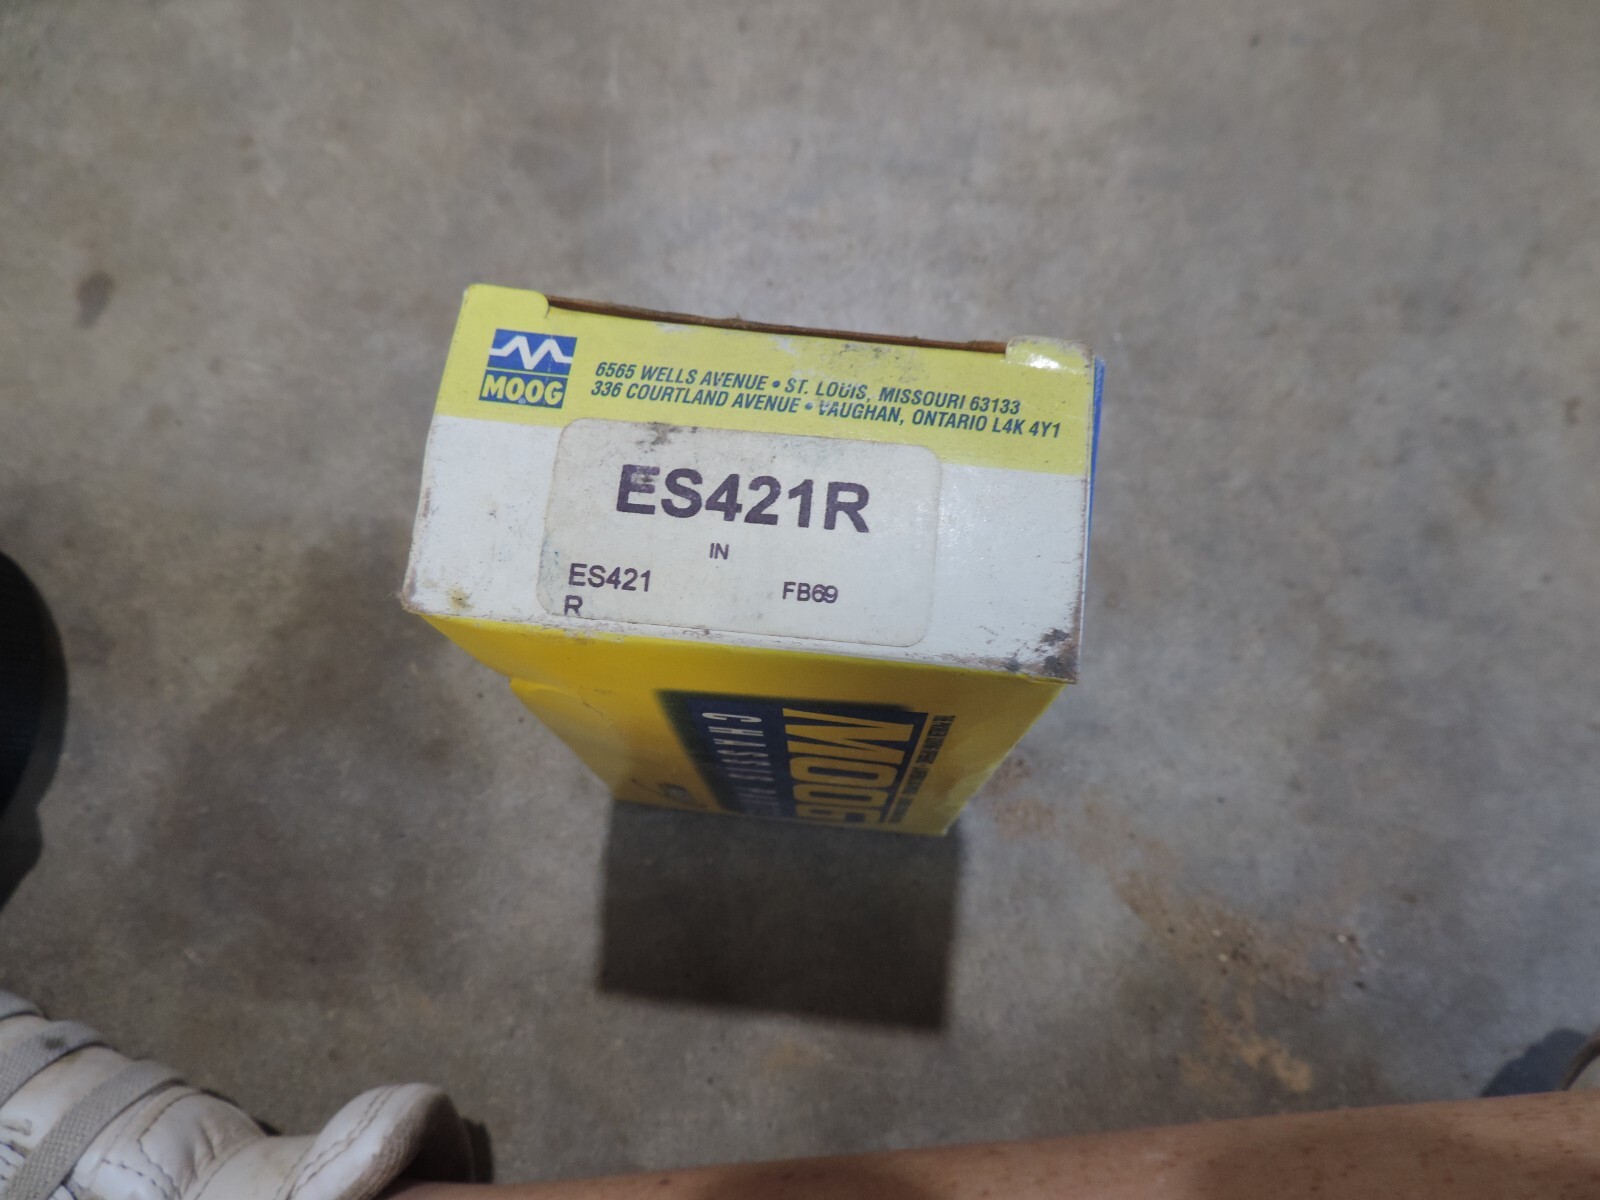 MOOG
6565 WELLS AVENUE • ST. LOUIS, MISSOURI 63133
336 COURTLAND AVENUE • VAUGHAN, ONTARIO L4K 4Y1
ES421R
IN
ES421 FB69
R
MOOG
CHASSIS